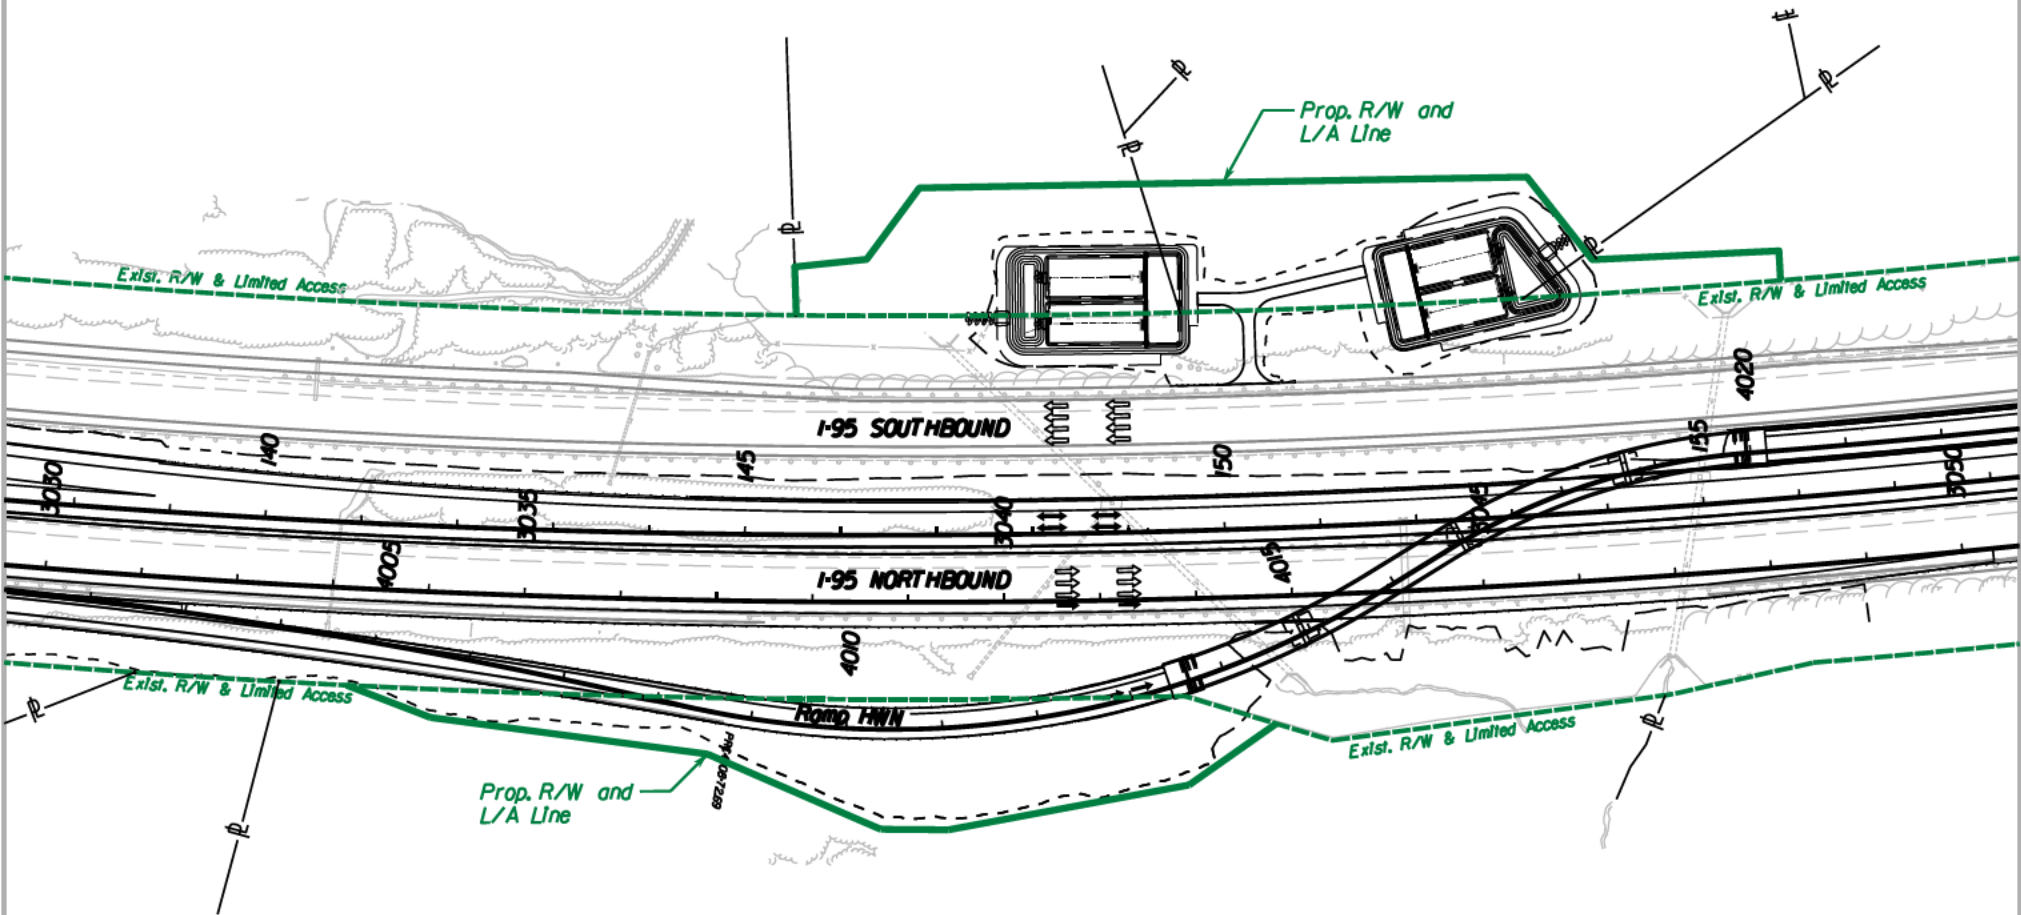 Prop. R/W and
L/A Line
Exist. R/W & Limited Access
Exist. R/W & Limited Access
4020
I-95 SOUTHBOUND
140
145
150
155
3030
3035
3040
3045
3050
I-95 NORTHBOUND
4005
4010
4015
Exist. R/W & Limited Access
Ramp HWN
Exist. R/W & Limited Access
Prop. R/W and
L/A Line